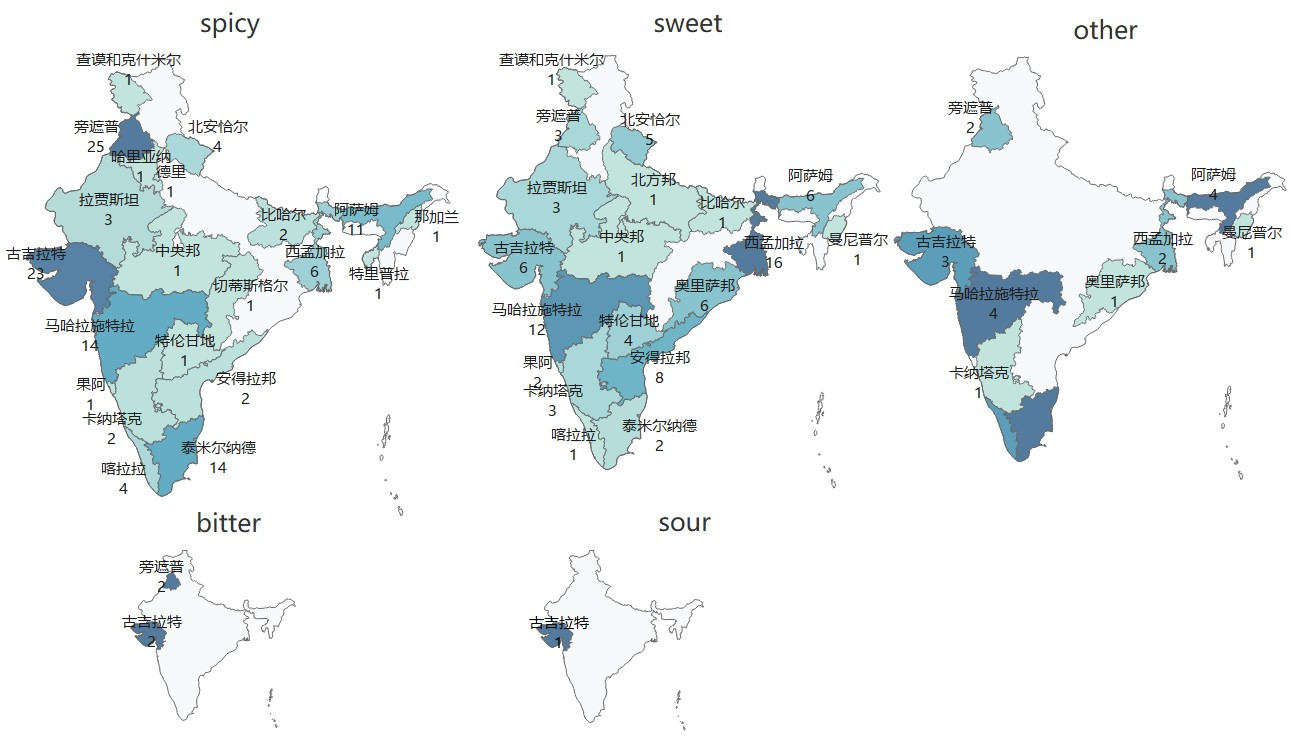 spicy
查谟和克什米尔
1
旁遮普
25
北安恰尔
4
哈里亚纳
1
德里
1
拉贾斯坦
3
比哈尔
2
阿萨姆
11
那加兰
1
古吉拉特
23
中央邦
1
西孟加拉
6
特里普拉
1
切蒂斯格尔
1
马哈拉施特拉
14
特伦甘地
1
果阿
1
安得拉邦
2
卡纳塔克
2
泰米尔纳德
14
喀拉拉
4
sweet
查谟和克什米尔
1
旁遮普
3
北安恰尔
5
拉贾斯坦
3
北方邦
1
比哈尔
1
阿萨姆
6
古吉拉特
6
中央邦
1
西孟加拉
16
曼尼普尔
1
奥里萨邦
6
马哈拉施特拉
12
特伦甘地
4
果阿
2
安得拉邦
8
卡纳塔克
3
喀拉拉
1
泰米尔纳德
2
other
旁遮普
2
阿萨姆
4
古吉拉特
3
西孟加拉
2
曼尼普尔
1
马哈拉施特拉
4
奥里萨邦
1
卡纳塔克
1
bitter
旁遮普
2
古吉拉特
2
sour
古吉拉特
1